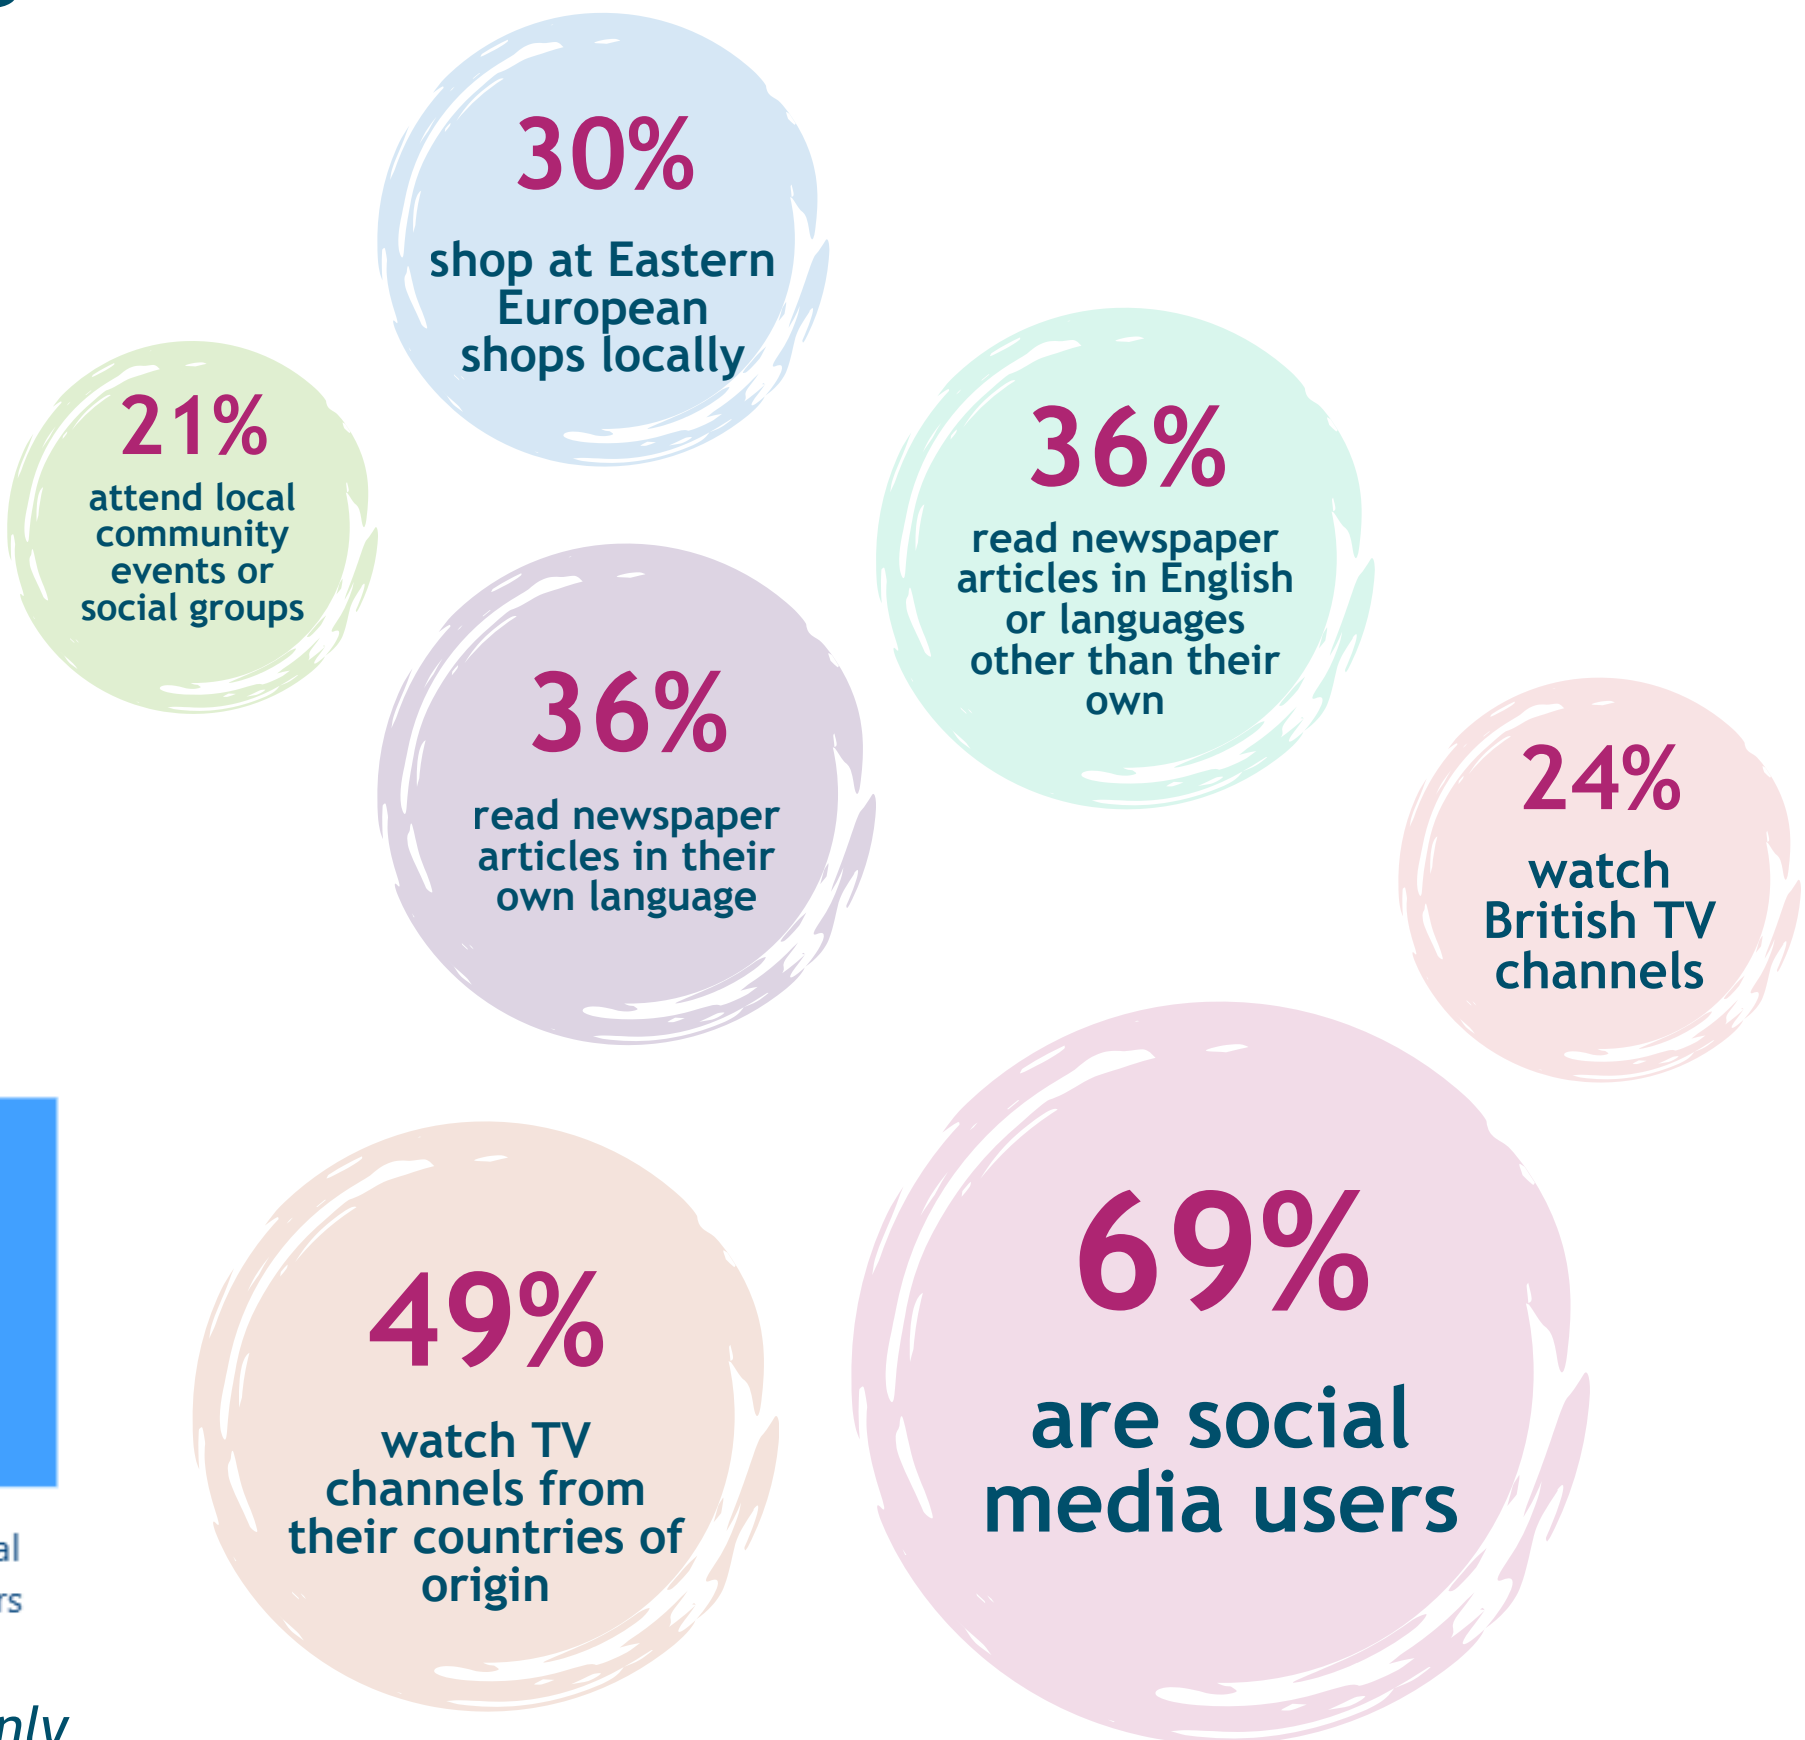 30%
shop at Eastern
European
shops locally
21%
attend local
community
events or
social groups
36%
read newspaper
articles in English
or languages
other than their
own
36%
read newspaper
articles in their
own language
24%
watch
British TV
channels
49%
watch TV
channels from
their countries of
origin
69%
are social
media users